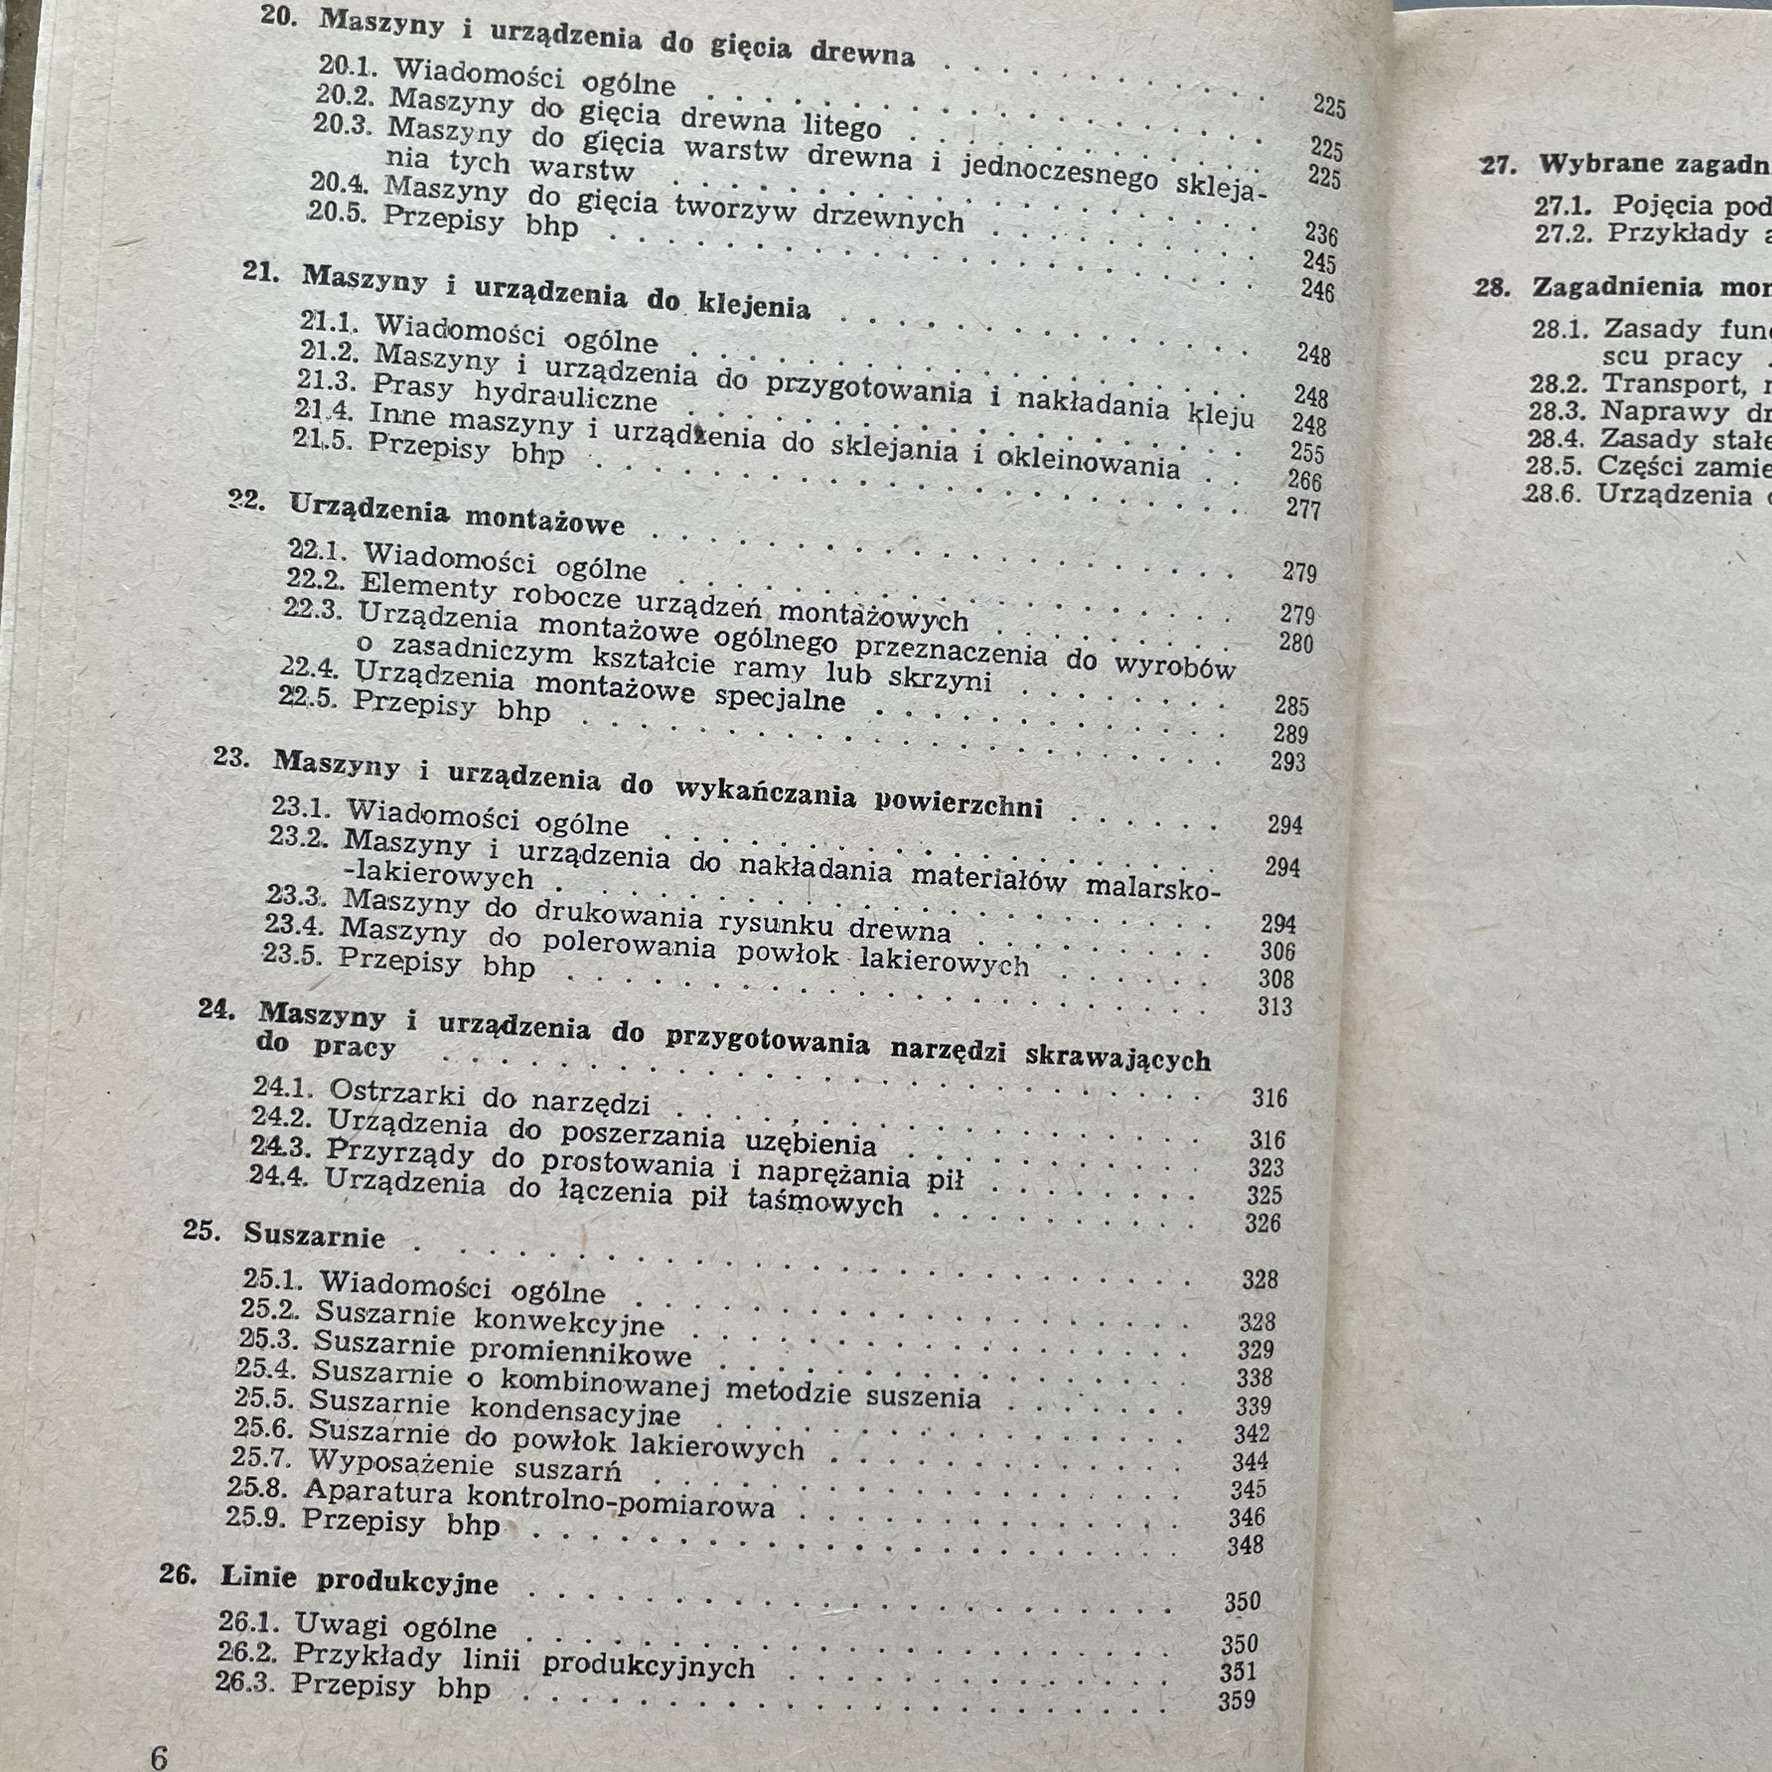 20. Maszyny i urządzenia do gięcia drewna . . . . . . . . . . . 225
20.1. Wiadomości ogólne . . . . . . . . . . . . . . . . . . . 225
20.2. Maszyny do gięcia drewna litego . . . . . . . . . . . . 225
20.3. Maszyny do gięcia warstw drewna i jednoczesnego skleja-
nia tych warstw . . . . . . . . . . . . . . . . . . . . 236
20.4. Maszyny do gięcia tworzyw drzewnych . . . . . . . . . . 245
20.5. Przepisy bhp . . . . . . . . . . . . . . . . . . . . . . 246
21. Maszyny i urządzenia do klejenia . . . . . . . . . . . . . . 248
21.1. Wiadomości ogólne . . . . . . . . . . . . . . . . . . . 248
21.2. Maszyny i urządzenia do przygotowania i nakładania kleju 248
21.3. Prasy hydrauliczne . . . . . . . . . . . . . . . . . . . 255
21.4. Inne maszyny i urządzenia do sklejania i okleinowania . . 266
21.5. Przepisy bhp . . . . . . . . . . . . . . . . . . . . . . 277
22. Urządzenia montażowe . . . . . . . . . . . . . . . . . . . . 279
22.1. Wiadomości ogólne . . . . . . . . . . . . . . . . . . . 279
22.2. Elementy robocze urządzeń montażowych . . . . . . . . 280
22.3. Urządzenia montażowe ogólnego przeznaczenia do wyrobów
o zasadniczym kształcie ramy lub skrzyni . . . . . . . . 285
22.4. Urządzenia montażowe specjalne . . . . . . . . . . . . 289
22.5. Przepisy bhp . . . . . . . . . . . . . . . . . . . . . . 293
23. Maszyny i urządzenia do wykańczania powierzchni . . . . . . 294
23.1. Wiadomości ogólne . . . . . . . . . . . . . . . . . . . 294
23.2. Maszyny i urządzenia do nakładania materiałów malarsko-
-lakierowych . . . . . . . . . . . . . . . . . . . . . . 294
23.3. Maszyny do drukowania rysunku drewna . . . . . . . . . 306
23.4. Maszyny do polerowania powłok lakierowych . . . . . . 308
23.5. Przepisy bhp . . . . . . . . . . . . . . . . . . . . . . 313
24. Maszyny i urządzenia do przygotowania narzędzi skrawających
do pracy . . . . . . . . . . . . . . . . . . . . . . . . . . 316
24.1. Ostrzarki do narzędzi . . . . . . . . . . . . . . . . . . 316
24.2. Urządzenia do poszerzania uzębienia . . . . . . . . . . 323
24.3. Przyrządy do prostowania i naprężania pił . . . . . . . . 325
24.4. Urządzenia do łączenia pił taśmowych . . . . . . . . . . 326
25. Suszarnie . . . . . . . . . . . . . . . . . . . . . . . . . . 328
25.1. Wiadomości ogólne . . . . . . . . . . . . . . . . . . . 328
25.2. Suszarnie konwekcyjne . . . . . . . . . . . . . . . . . 329
25.3. Suszarnie promiennikowe . . . . . . . . . . . . . . . . 338
25.4. Suszarnie o kombinowanej metodzie suszenia . . . . . . . 339
25.5. Suszarnie kondensacyjne . . . . . . . . . . . . . . . . 342
25.6. Suszarnie do powłok lakierowych . . . . . . . . . . . . 344
25.7. Wyposażenie suszarń . . . . . . . . . . . . . . . . . . 345
25.8. Aparatura kontrolno-pomiarowa . . . . . . . . . . . . . 346
25.9. Przepisy bhp . . . . . . . . . . . . . . . . . . . . . . 348
26. Linie produkcyjne . . . . . . . . . . . . . . . . . . . . . . 350
26.1. Uwagi ogólne . . . . . . . . . . . . . . . . . . . . . . 350
26.2. Przykłady linii produkcyjnych . . . . . . . . . . . . . 351
26.3. Przepisy bhp . . . . . . . . . . . . . . . . . . . . . . 359
6
27. Wybrane zagadn
27.1. Pojęcia pod
27.2. Przykłady
28. Zagadnienia mon
28.1. Zasady fun
scu pracy .
28.2. Transport,
28.3. Naprawy dr
28.4. Zasady stałe
28.5. Części zamie
28.6. Urządzenia